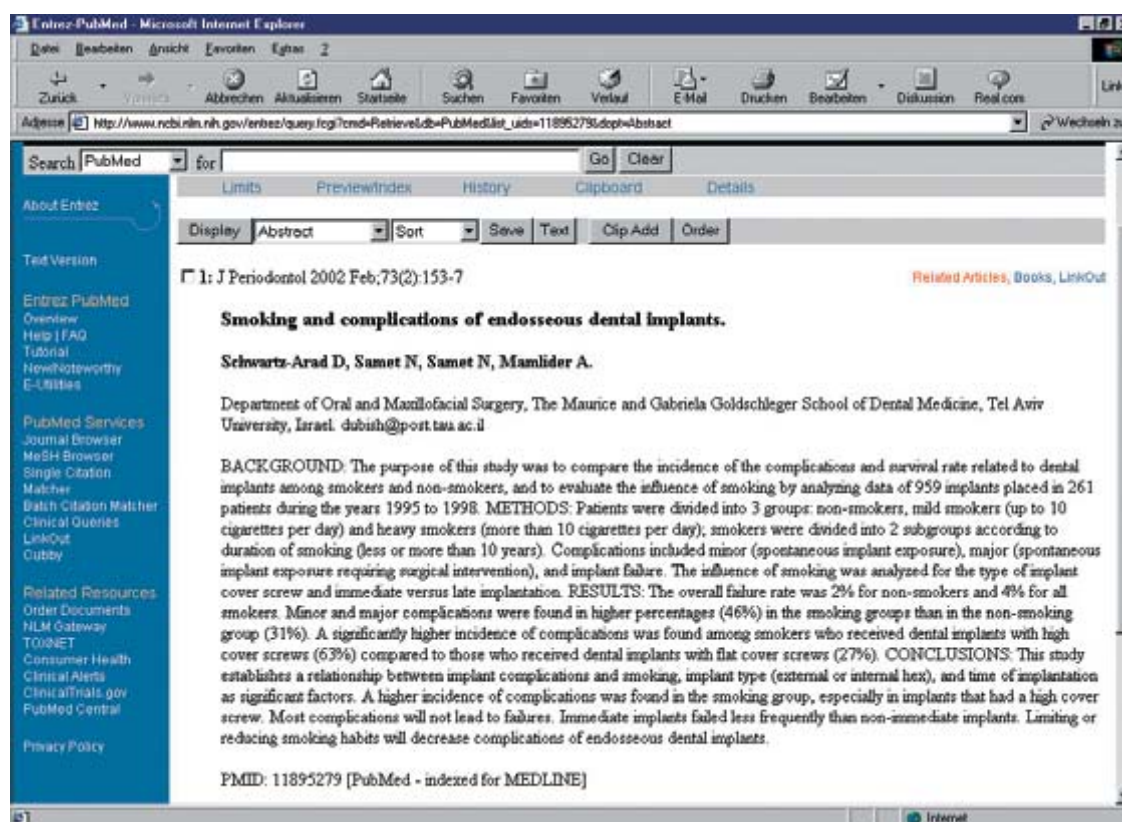 Entrez-PubMed - Microsoft Internet Explorer
Datei Bearbeiten Ansicht Favoriten Extras ?
Zurück Vorwärts Abbrechen Aktualisieren Startseite Suchen Favoriten Verlauf E-Mail Drucken Bearbeiten Diskussion Real.com Link
Adresse http://www.ncbi.nlm.nih.gov/entrez/query.fcgi?cmd=Retrieve&db=PubMed&list_uids=11895279&dopt=Abstract Wechseln zu
Search PubMed for Go Clear
Limits Preview/Index History Clipboard Details
About Entrez
Display Abstract Sort Save Text Clip Add Order
Text Version
1: J Periodontol 2002 Feb;73(2):153-7 Related Articles, Books, LinkOut
Entrez PubMed
Overview
Help | FAQ
Tutorial
New/Noteworthy
E-Utilities
PubMed Services
Journal Browser
MeSH Browser
Single Citation
Matcher
Batch Citation Matcher
Clinical Queries
LinkOut
Cubby
Related Resources
Order Documents
NLM Gateway
TOXNET
Consumer Health
Clinical Alerts
ClinicalTrials.gov
PubMed Central
Privacy Policy
Smoking and complications of endosseous dental implants.
Schwartz-Arad D, Samet N, Samet N, Mamlider A.
Department of Oral and Maxillofacial Surgery, The Maurice and Gabriela Goldschleger School of Dental Medicine, Tel Aviv
University, Israel. dubish@post.tau.ac.il
BACKGROUND: The purpose of this study was to compare the incidence of the complications and survival rate related to dental
implants among smokers and non-smokers, and to evaluate the influence of smoking by analyzing data of 959 implants placed in 261
patients during the years 1995 to 1998. METHODS: Patients were divided into 3 groups: non-smokers, mild smokers (up to 10
cigarettes per day) and heavy smokers (more than 10 cigarettes per day); smokers were divided into 2 subgroups according to
duration of smoking (less or more than 10 years). Complications included minor (spontaneous implant exposure), major (spontaneous
implant exposure requiring surgical intervention), and implant failure. The influence of smoking was analyzed for the type of implant
cover screw and immediate versus late implantation. RESULTS: The overall failure rate was 2% for non-smokers and 4% for all
smokers. Minor and major complications were found in higher percentages (46%) in the smoking groups than in the non-smoking
group (31%). A significantly higher incidence of complications was found among smokers who received dental implants with high
cover screws (63%) compared to those who received dental implants with flat cover screws (27%). CONCLUSIONS: This study
establishes a relationship between implant complications and smoking, implant type (external or internal hex), and time of implantation
as significant factors. A higher incidence of complications was found in the smoking group, especially in implants that had a high cover
screw. Most complications will not lead to failures. Immediate implants failed less frequently than non-immediate implants. Limiting or
reducing smoking habits will decrease complications of endosseous dental implants.
PMID: 11895279 [PubMed - indexed for MEDLINE]
Internet